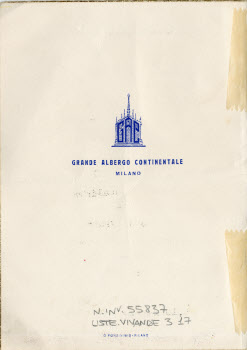 GRANDE ALBERGO CONTINENTALE
MILANO
N. INV. 55837
LISTE VIVANDE 3 17